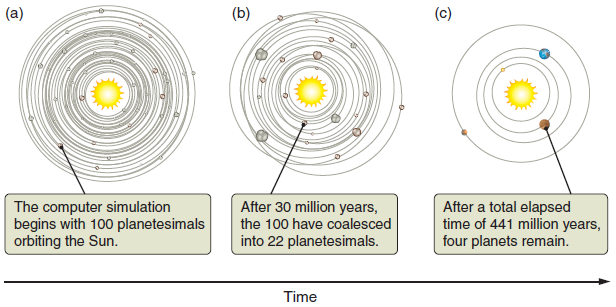 (a)
(b)
(c)
The computer simulation
begins with 100 planetesimals
orbiting the Sun.
After 30 million years,
the 100 have coalesced
into 22 planetesimals.
After a total elapsed
time of 441 million years,
four planets remain.
Time